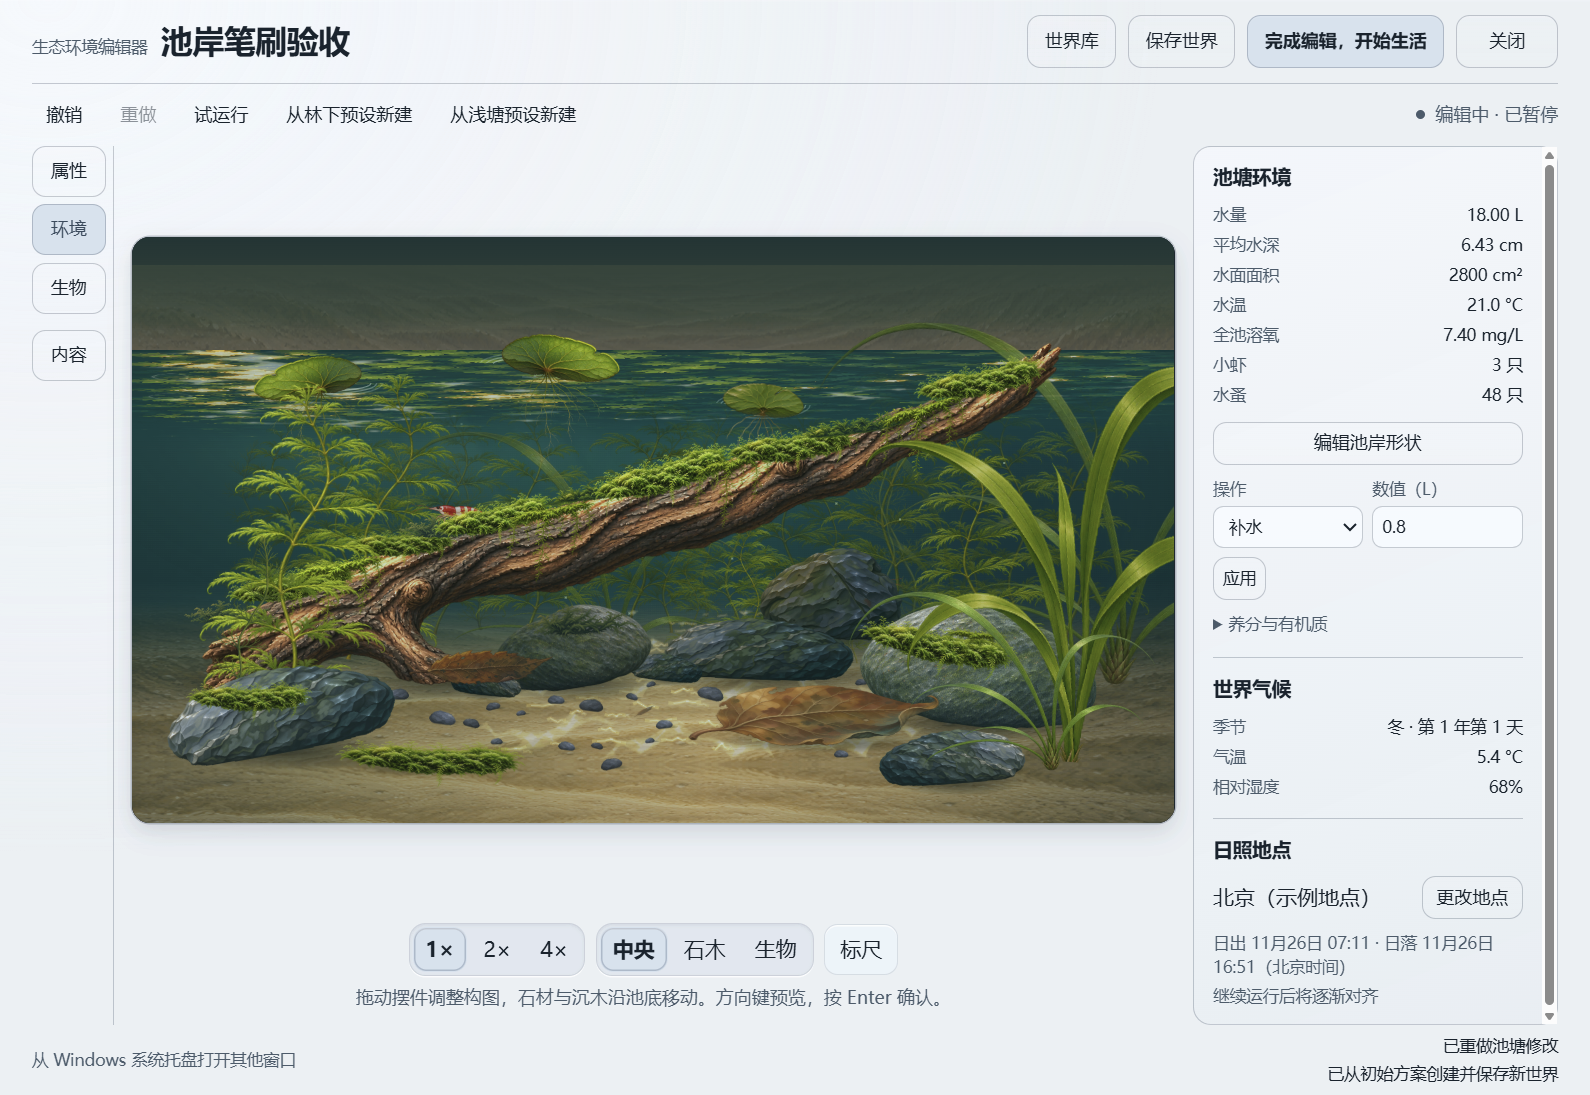 生态环境编辑器 池岸笔刷验收
世界库
保存世界
完成编辑，开始生活
关闭
撤销
重做
试运行
从林下预设新建
从浅塘预设新建
编辑中 · 已暂停
属性
环境
生物
内容
池塘环境
水量 18.00 L
平均水深 6.43 cm
水面面积 2800 cm²
水温 21.0 °C
全池溶氧 7.40 mg/L
小虾 3 只
水蚤 48 只
编辑池岸形状
操作 数值（L）
补水 0.8
应用
养分与有机质
世界气候
季节 冬 · 第 1 年第 1 天
气温 5.4 °C
相对湿度 68%
日照地点
北京（示例地点） 更改地点
日出 11月26日 07:11 · 日落 11月26日
16:51（北京时间）
继续运行后将逐渐对齐
1× 2× 4× 中央 石木 生物 标尺
拖动摆件调整构图，石材与沉木沿池底移动。方向键预览，按 Enter 确认。
从 Windows 系统托盘打开其他窗口
已重做池塘修改
已从初始方案创建并保存新世界